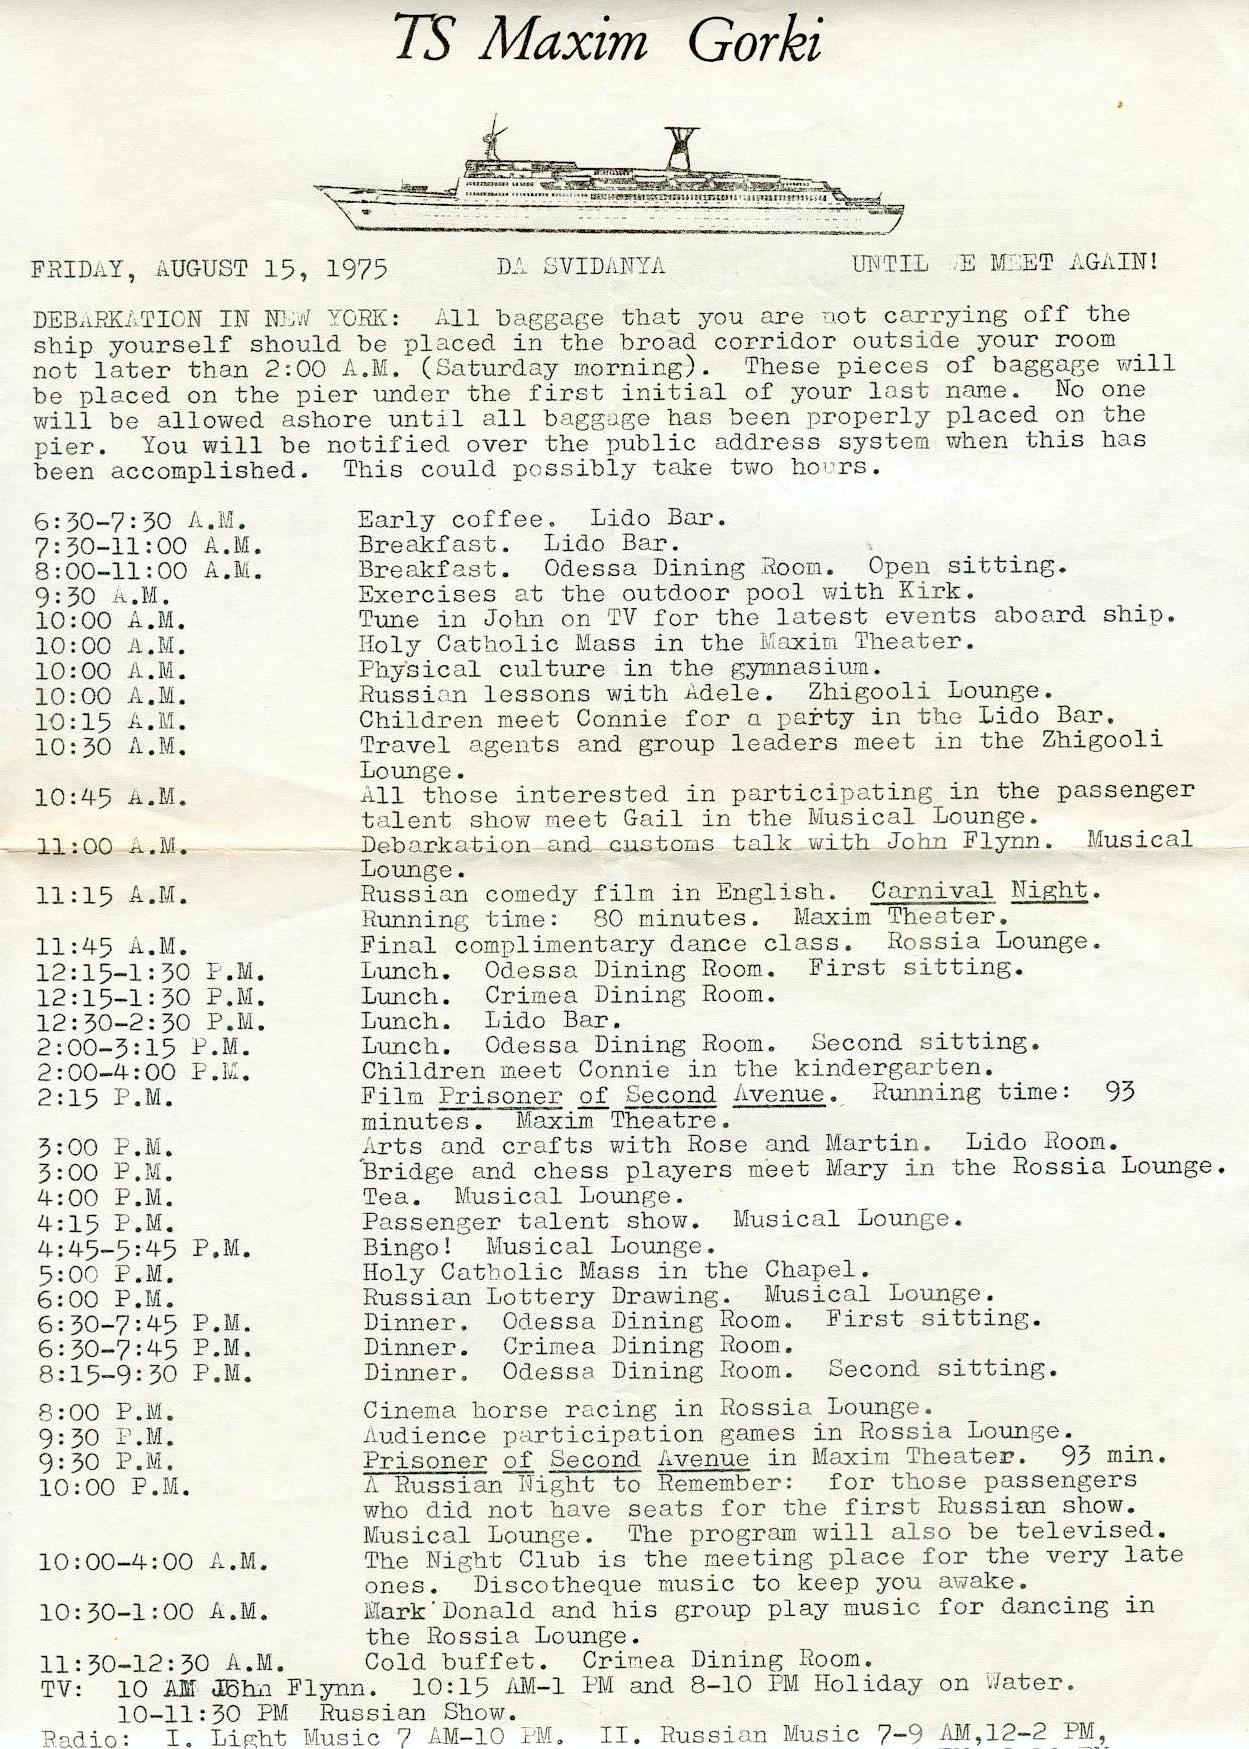 TS Maxim Gorki
FRIDAY, AUGUST 15, 1975 DA SVIDANYA UNTIL WE MEET AGAIN!
DEBARKATION IN NEW YORK: All baggage that you are not carrying off the
ship yourself should be placed in the broad corridor outside your room
not later than 2:00 A.M. (Saturday morning). These pieces of baggage will
be placed on the pier under the first initial of your last name. No one
will be allowed ashore until all baggage has been properly placed on the
pier. You will be notified over the public address system when this has
been accomplished. This could possibly take two hours.
6:30-7:30 A.M. Early coffee. Lido Bar.
7:30-11:00 A.M. Breakfast. Lido Bar.
8:00-11:00 A.M. Breakfast. Odessa Dining Room. Open sitting.
9:30 A.M. Exercises at the outdoor pool with Kirk.
10:00 A.M. Tune in John on TV for the latest events aboard ship.
10:00 A.M. Holy Catholic Mass in the Maxim Theater.
10:00 A.M. Physical culture in the gymnasium.
10:00 A.M. Russian lessons with Adele. Zhigooli Lounge.
10:15 A.M. Children meet Connie for a party in the Lido Bar.
10:30 A.M. Travel agents and group leaders meet in the Zhigooli
Lounge.
10:45 A.M. All those interested in participating in the passenger
talent show meet Gail in the Musical Lounge.
11:00 A.M. Debarkation and customs talk with John Flynn. Musical
Lounge.
11:15 A.M. Russian comedy film in English. Carnival Night.
Running time: 80 minutes. Maxim Theater.
11:45 A.M. Final complimentary dance class. Rossia Lounge.
12:15-1:30 P.M. Lunch. Odessa Dining Room. First sitting.
12:15-1:30 P.M. Lunch. Crimea Dining Room.
12:30-2:30 P.M. Lunch. Lido Bar.
2:00-3:15 P.M. Lunch. Odessa Dining Room. Second sitting.
2:00-4:00 P.M. Children meet Connie in the kindergarten.
2:15 P.M. Film Prisoner of Second Avenue. Running time: 93
minutes. Maxim Theatre.
3:00 P.M. Arts and crafts with Rose and Martin. Lido Room.
3:00 P.M. Bridge and chess players meet Mary in the Rossia Lounge.
4:00 P.M. Tea. Musical Lounge.
4:15 P.M. Passenger talent show. Musical Lounge.
4:45-5:45 P.M. Bingo! Musical Lounge.
5:00 P.M. Holy Catholic Mass in the Chapel.
6:00 P.M. Russian Lottery Drawing. Musical Lounge.
6:30-7:45 P.M. Dinner. Odessa Dining Room. First sitting.
6:30-7:45 P.M. Dinner. Crimea Dining Room.
8:15-9:30 P.M. Dinner. Odessa Dining Room. Second sitting.
8:00 P.M. Cinema horse racing in Rossia Lounge.
9:30 P.M. Audience participation games in Rossia Lounge.
9:30 P.M. Prisoner of Second Avenue in Maxim Theater. 93 min.
10:00 P.M. A Russian Night to Remember: for those passengers
who did not have seats for the first Russian show.
Musical Lounge. The program will also be televised.
10:00-4:00 A.M. The Night Club is the meeting place for the very late
ones. Discotheque music to keep you awake.
10:30-1:00 A.M. Mark Donald and his group play music for dancing in
the Rossia Lounge.
11:30-12:30 A.M. Cold buffet. Crimea Dining Room.
TV: 10 AM John Flynn. 10:15 AM-1 PM and 8-10 PM Holiday on Water.
10-11:30 PM Russian Show.
Radio: I. Light Music 7 AM-10 PM. II. Russian Music 7-9 AM,12-2 PM,